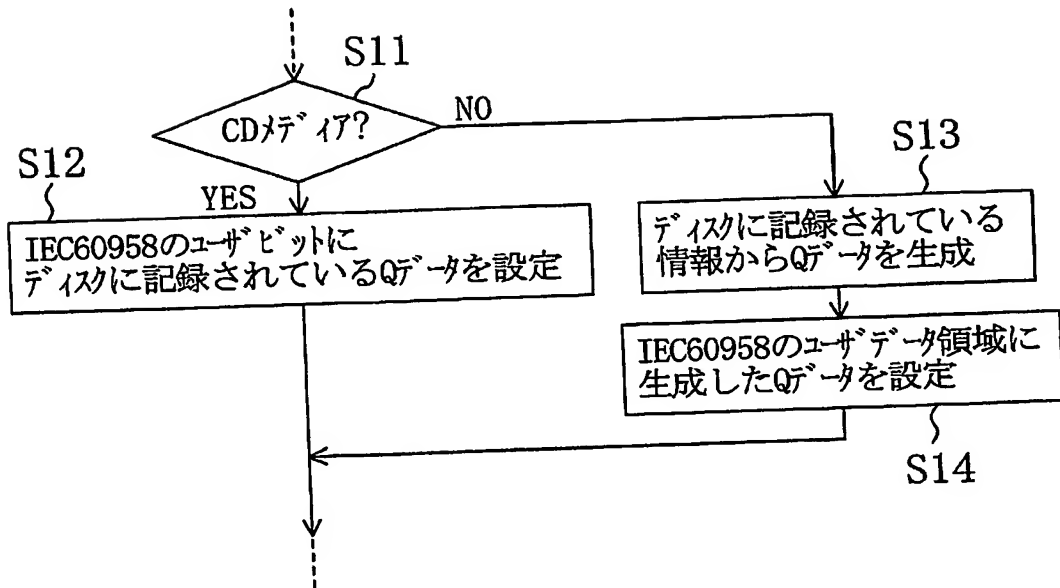 S11
CDメディア?
NO
S12
YES
S13
IEC60958のユーザビットに
ディスクに記録されているQデータを設定
ディスクに記録されている
情報からQデータを生成
IEC60958のユーザデータ領域に
生成したQデータを設定
S14